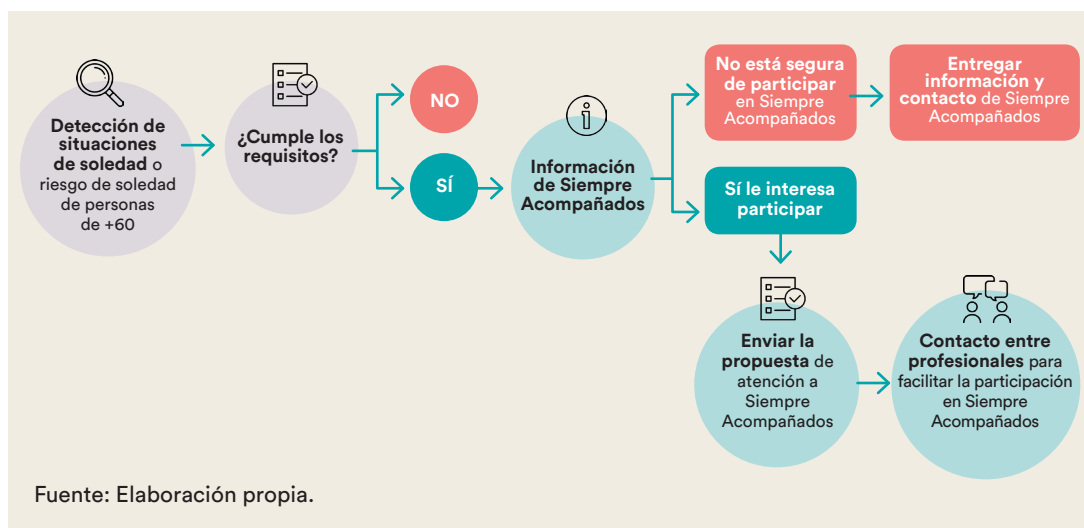 Detección de
situaciones
de soledad o
riesgo de soledad
de personas
de +60
¿Cumple los
requisitos?
NO
SÍ
Información
de Siempre
Acompañados
No está segura
de participar
en Siempre
Acompañados
Entregar
información y
contacto de Siempre
Acompañados
Sí le interesa
participar
Enviar la
propuesta de
atención a
Siempre
Acompañados
Contacto entre
profesionales para
facilitar la participación
en Siempre
Acompañados
Fuente: Elaboración propia.